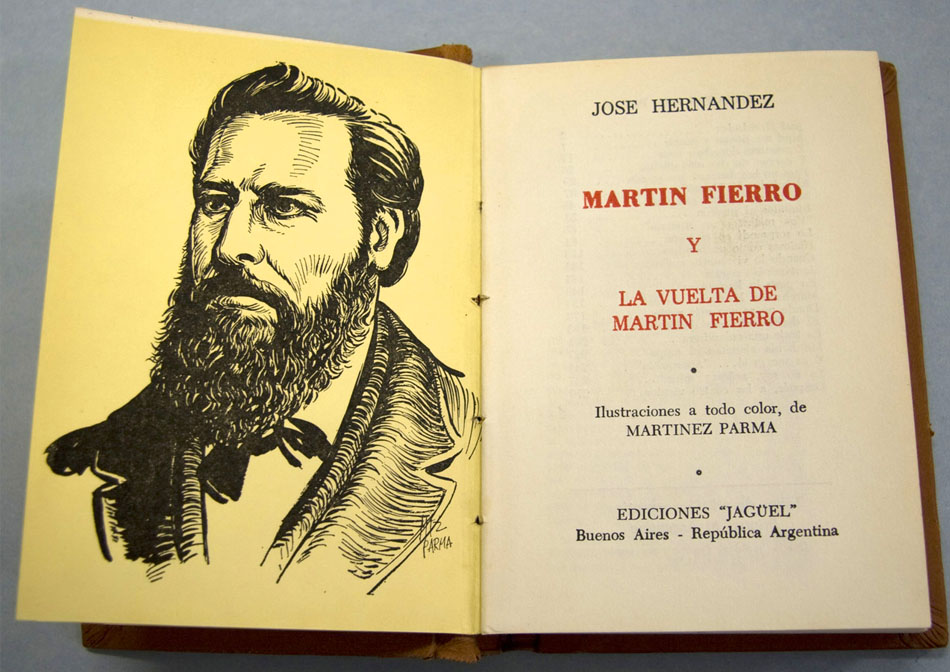 MTZ
PARMA
JOSE HERNANDEZ
MARTIN FIERRO
Y
LA VUELTA DE
MARTIN FIERRO
Ilustraciones a todo color, de
MARTINEZ PARMA
EDICIONES "JAGÜEL"
Buenos Aires - República Argentina